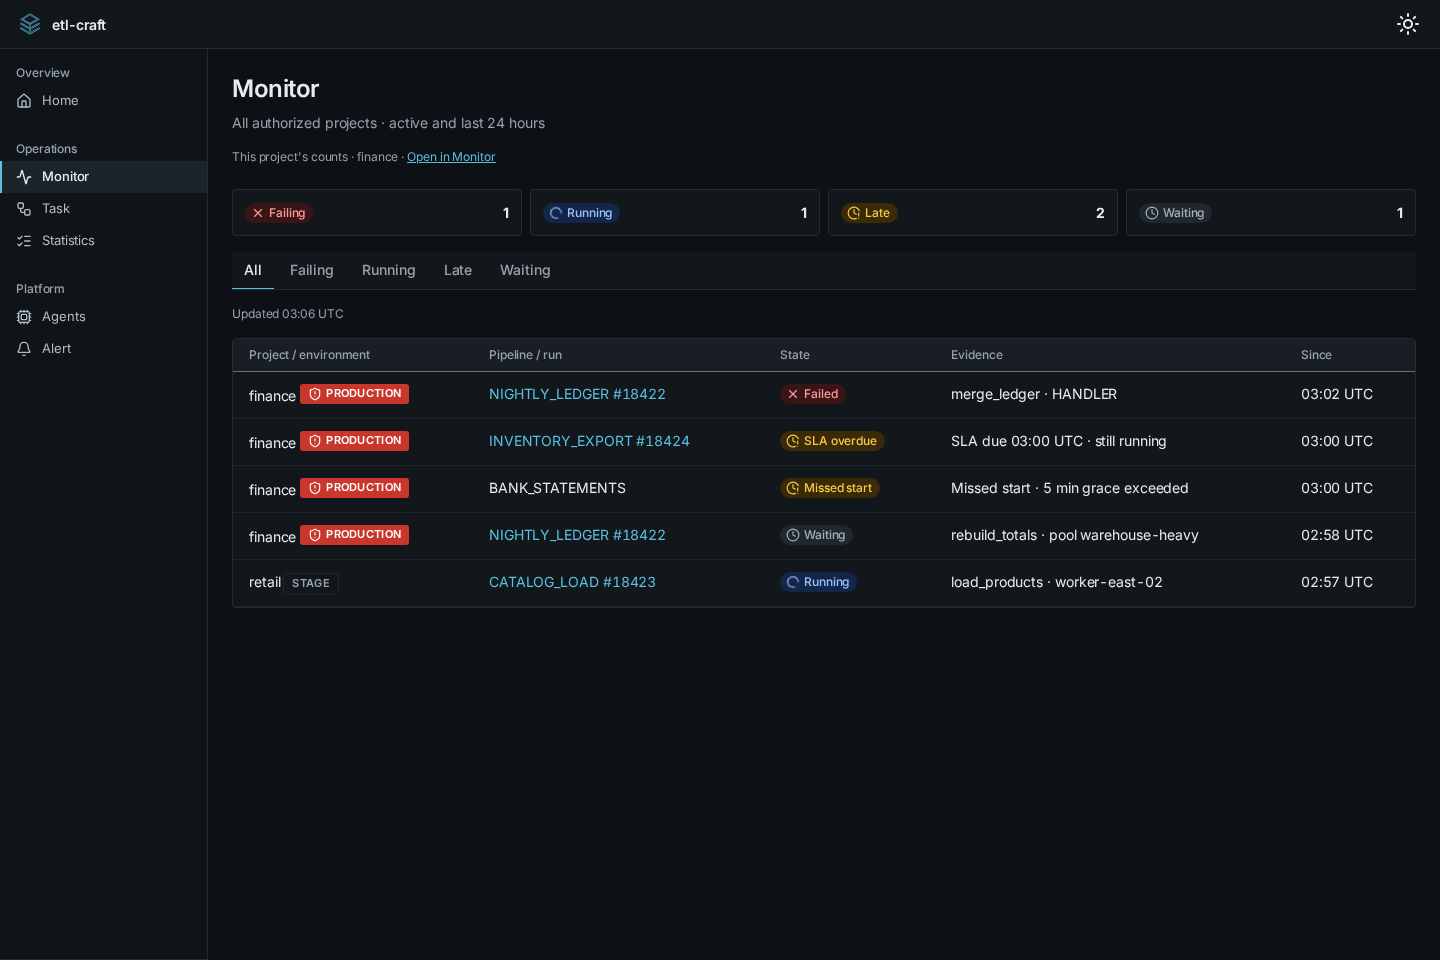 etl-craft
Overview
Home
Operations
Monitor
Task
Statistics
Platform
Agents
Alert
Monitor
All authorized projects · active and last 24 hours
This project's counts · finance · Open in Monitor
Failing 1 Running 1 Late 2 Waiting 1
All Failing Running Late Waiting
Updated 03:06 UTC
Project / environment Pipeline / run State Evidence Since
finance PRODUCTION NIGHTLY_LEDGER #18422 Failed merge_ledger · HANDLER 03:02 UTC
finance PRODUCTION INVENTORY_EXPORT #18424 SLA overdue SLA due 03:00 UTC · still running 03:00 UTC
finance PRODUCTION BANK_STATEMENTS Missed start Missed start · 5 min grace exceeded 03:00 UTC
finance PRODUCTION NIGHTLY_LEDGER #18422 Waiting rebuild_totals · pool warehouse-heavy 02:58 UTC
retail STAGE CATALOG_LOAD #18423 Running load_products · worker-east-02 02:57 UTC